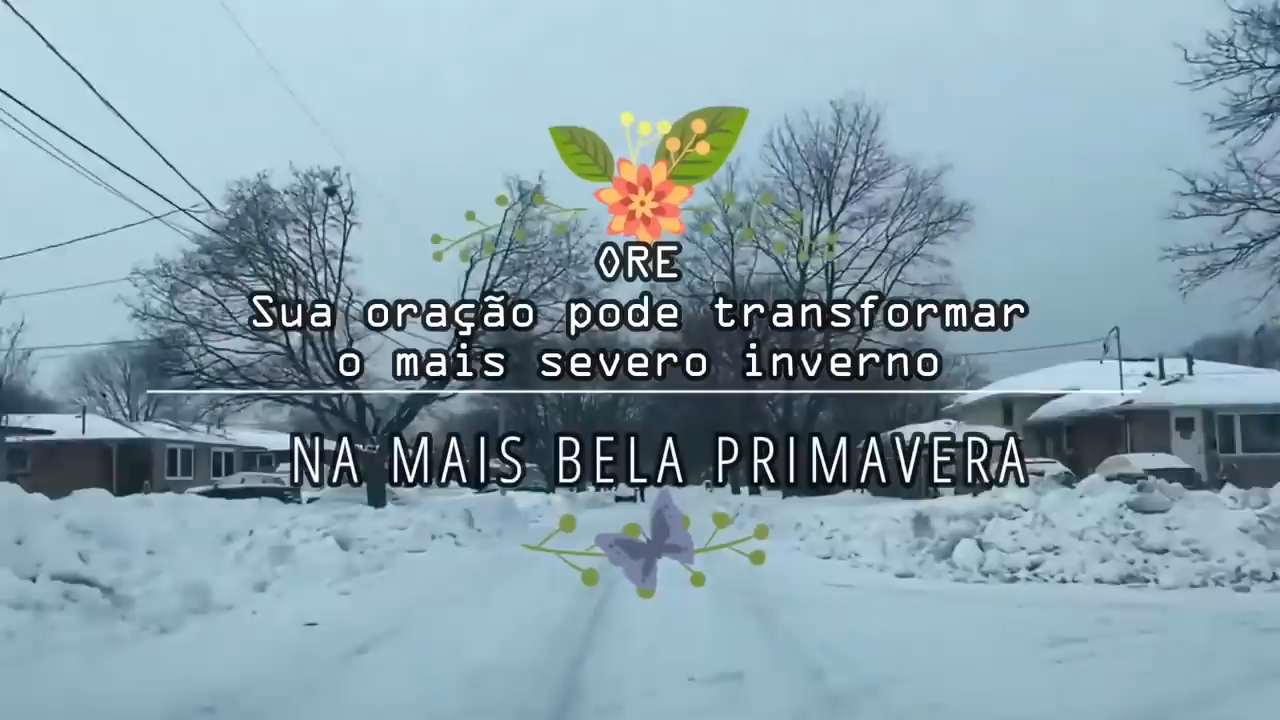 ORE
Sua oração pode transformar
o mais severo inverno
NA MAIS BELA PRIMAVERA